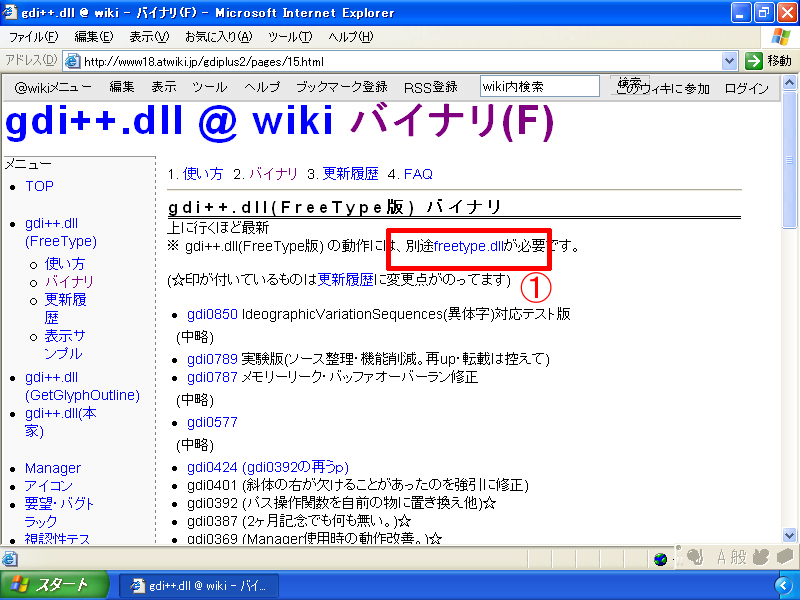 gdi++.dll @ wiki - バイナリ(F) - Microsoft Internet Explorer
ファイル(F) 編集(E) 表示(V) お気に入り(A) ツール(T) ヘルプ(H)
アドレス(D) http://www18.atwiki.jp/gdiplus2/pages/15.html 移動
@wikiメニュー 編集 表示 ツール ヘルプ ブックマーク登録 RSS登録 wiki内検索 検索 このウィキに参加 ログイン
gdi++.dll @ wiki バイナリ(F)
メニュー
TOP
gdi++.dll
(FreeType)
使い方
バイナリ
更新履
歴
表示サ
ンプル
gdi++.dll
(GetGlyphOutline)
gdi++.dll(本
家)
Manager
アイコン
要望・バグト
ラック
視認性テス
1. 使い方 2. バイナリ 3. 更新履歴 4. FAQ
gdi++.dll(FreeType版) バイナリ
上に行くほど最新
※ gdi++.dll(FreeType版) の動作には、別途freetype.dllが必要です。
①
(☆印が付いているものは更新履歴に変更点がのってます)
gdi0850 IdeographicVariationSequences(異体字)対応テスト版
(中略)
gdi0789 実験版(ソース整理・機能削減。再up・転載は控えて)
gdi0787 メモリーリーク・バッファオーバーラン修正
(中略)
gdi0577
(中略)
gdi0424 (gdi0392の再うp)
gdi0401 (斜体の右が欠けることがあったのを強引に修正)
gdi0392 (パス操作関数を自前の物に置き換え他)☆
gdi0387 (2ヶ月記念でも何も無い。)☆
gdi0369 (Manager使用時の動作改善。)☆
A 般
スタート gdi++.dll @ wiki - バイ...